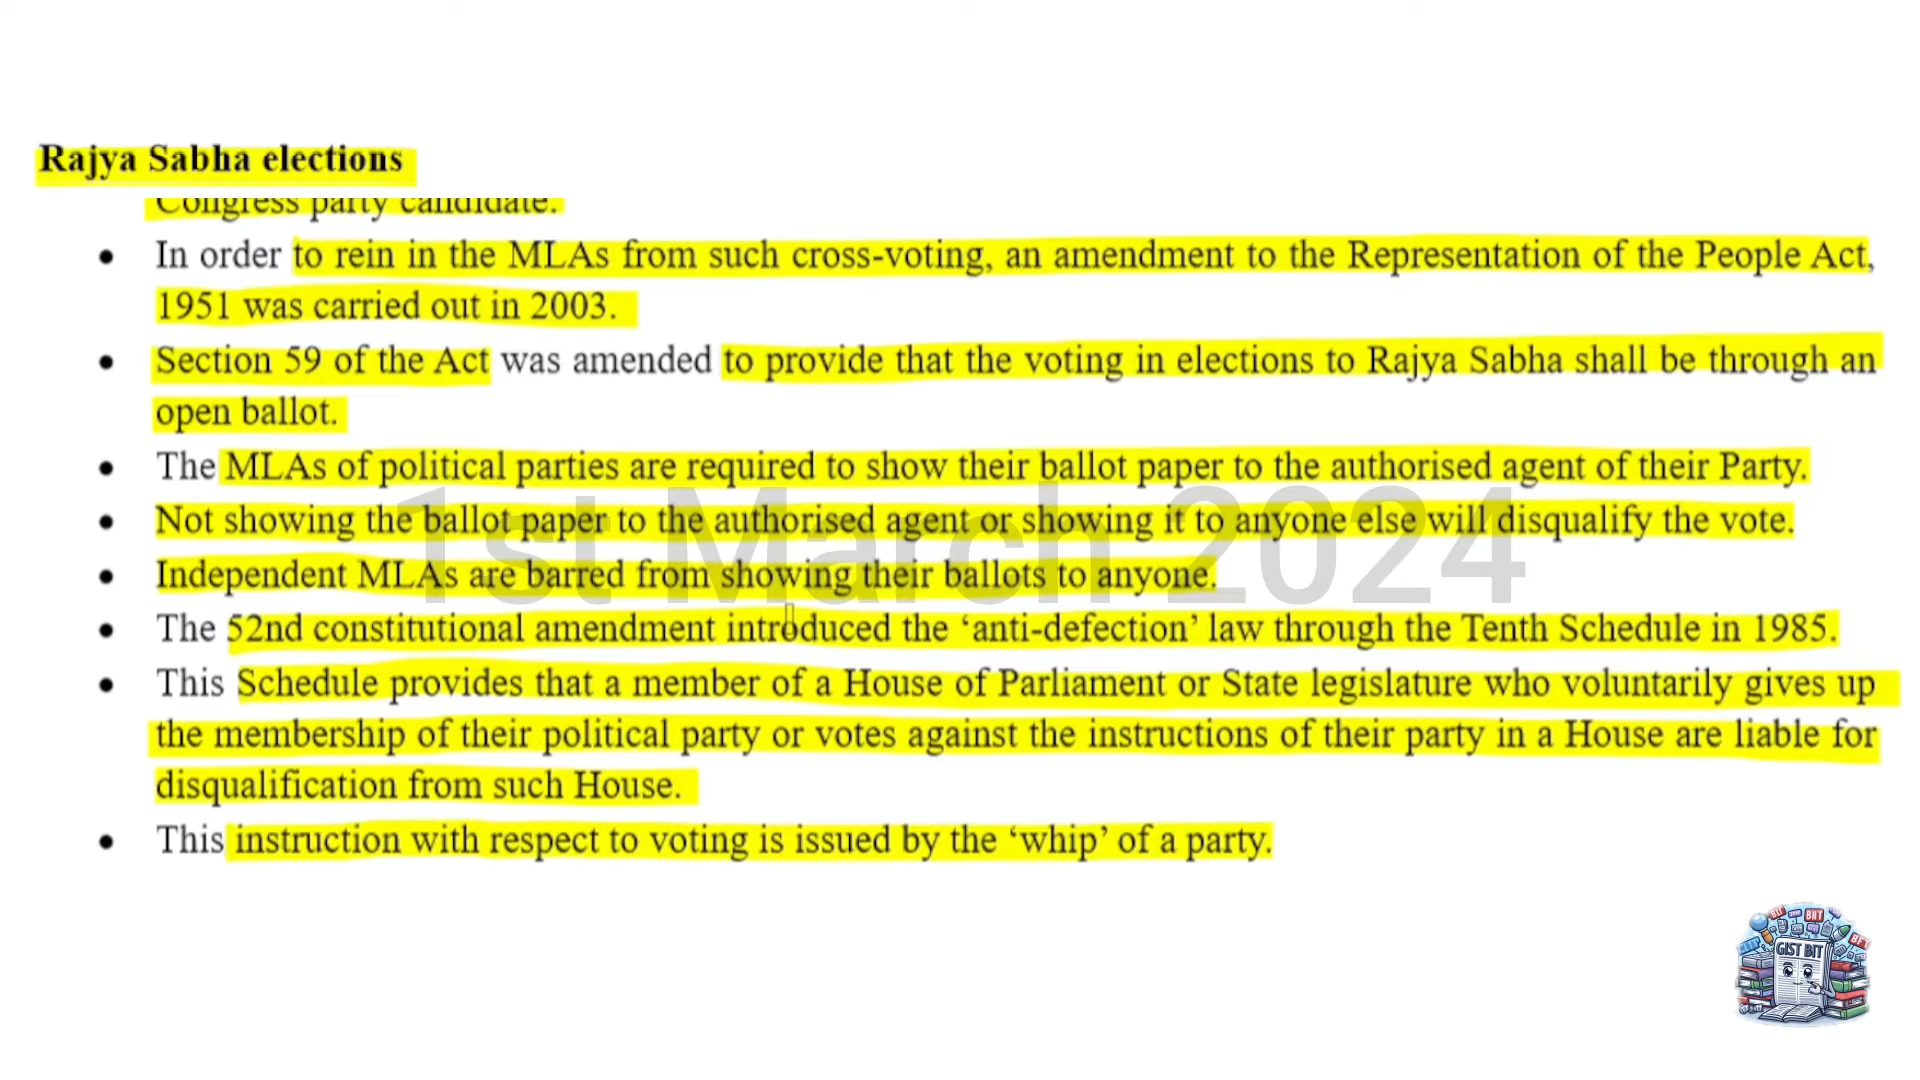 Rajya Sabha elections
Congress party candidate.
• In order to rein in the MLAs from such cross-voting, an amendment to the Representation of the People Act,
1951 was carried out in 2003.
• Section 59 of the Act was amended to provide that the voting in elections to Rajya Sabha shall be through an
open ballot.
• The MLAs of political parties are required to show their ballot paper to the authorised agent of their Party.
• Not showing the ballot paper to the authorised agent or showing it to anyone else will disqualify the vote.
1st March 2024
• Independent MLAs are barred from showing their ballots to anyone.
• The 52nd constitutional amendment introduced the ‘anti-defection’ law through the Tenth Schedule in 1985.
• This Schedule provides that a member of a House of Parliament or State legislature who voluntarily gives up
the membership of their political party or votes against the instructions of their party in a House are liable for
disqualification from such House.
• This instruction with respect to voting is issued by the ‘whip’ of a party.
GIST BIT